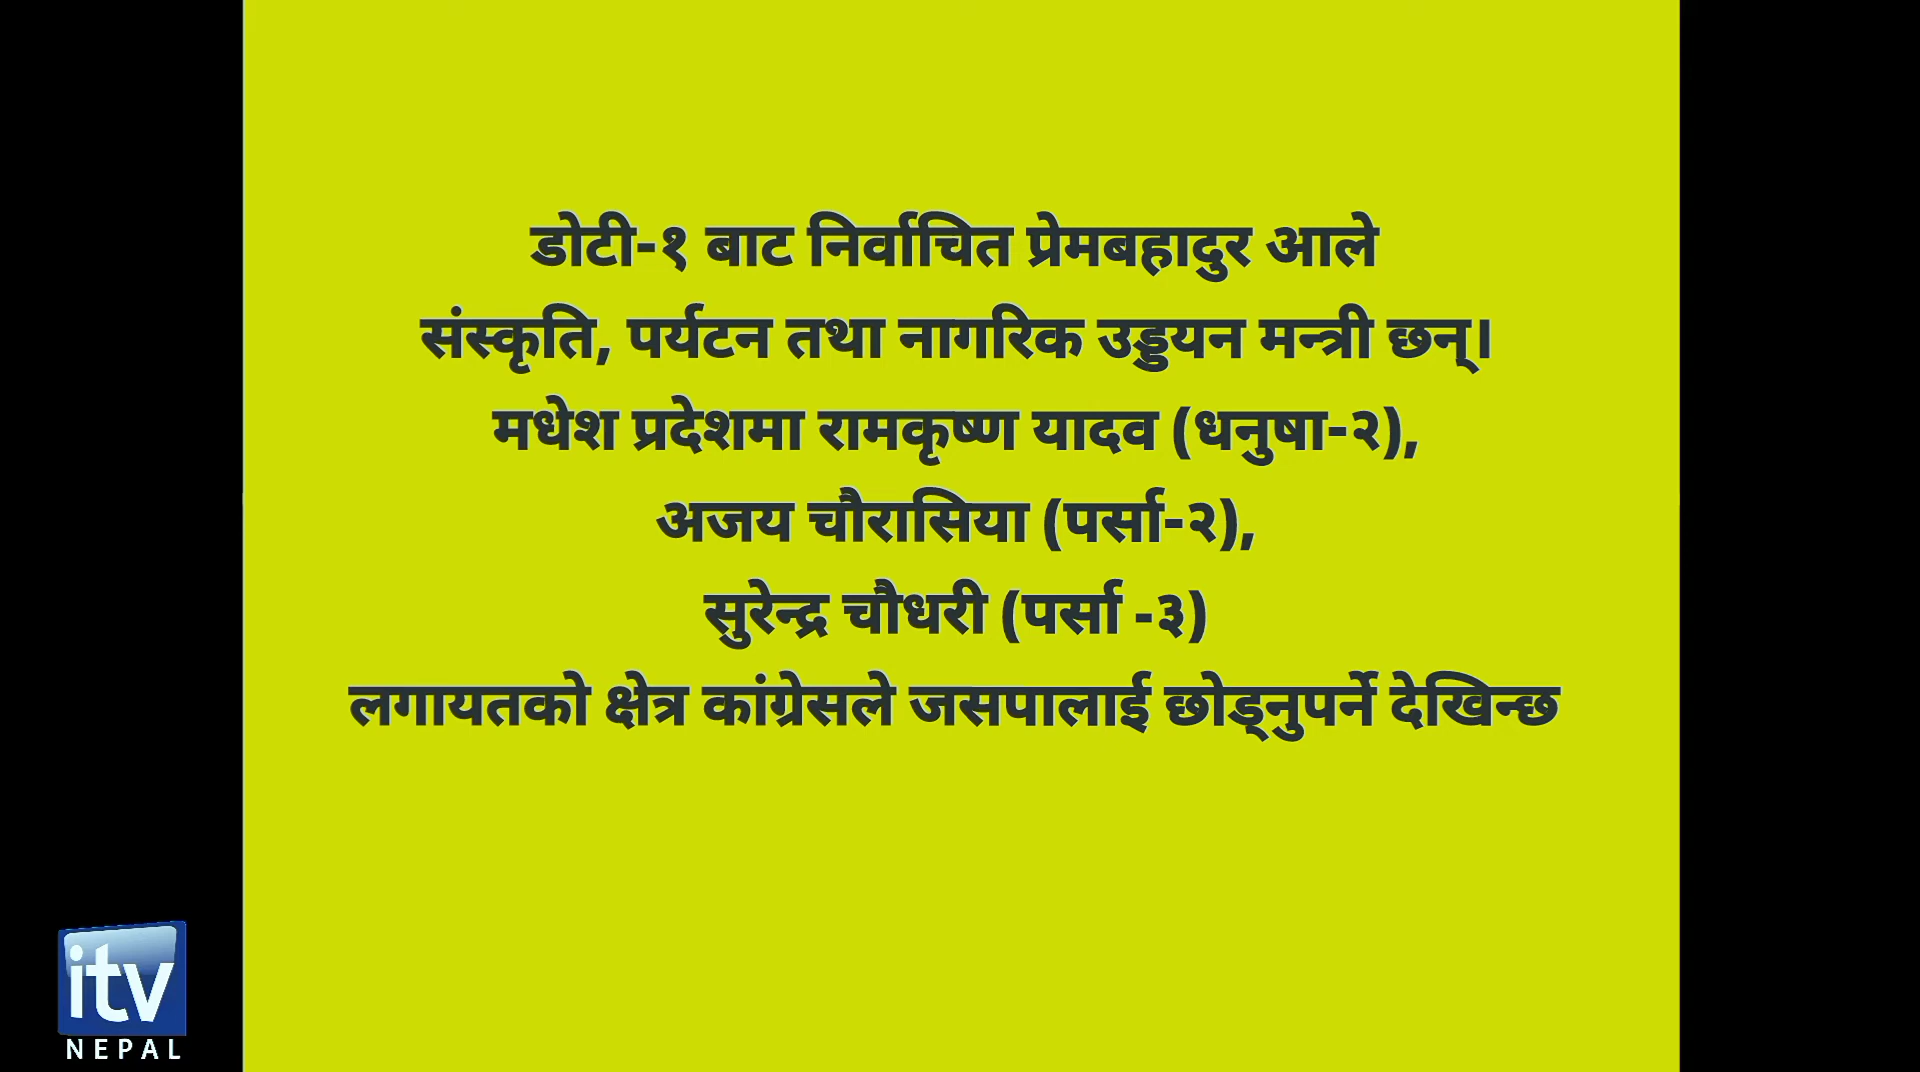 डोटी-१ बाट निर्वाचित प्रेमबहादुर आले
संस्कृति, पर्यटन तथा नागरिक उड्डयन मन्त्री छन्।
मधेश प्रदेशमा रामकृष्ण यादव (धनुषा-२),
अजय चौरासिया (पर्सा-२),
सुरेन्द्र चौधरी (पर्सा -३)
लगायतको क्षेत्र कांग्रेसले जसपालाई छोड्नुपर्ने देखिन्छ
itv
NEPAL